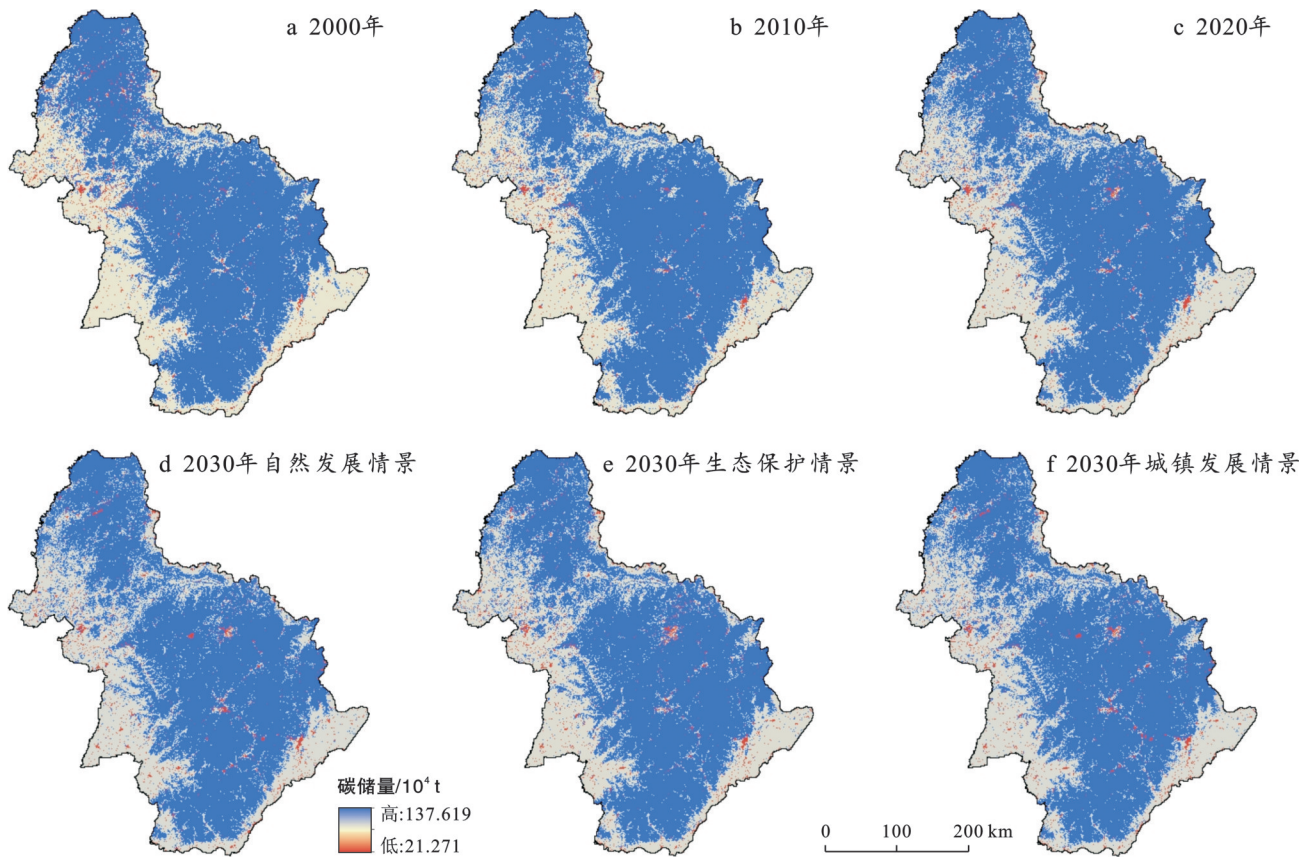 a 2000年
b 2010年
c 2020年
d 2030年自然发展情景
e 2030年生态保护情景
f 2030年城镇发展情景
碳储量/10⁴ t
高:137.619
低:21.271
0 100 200 km